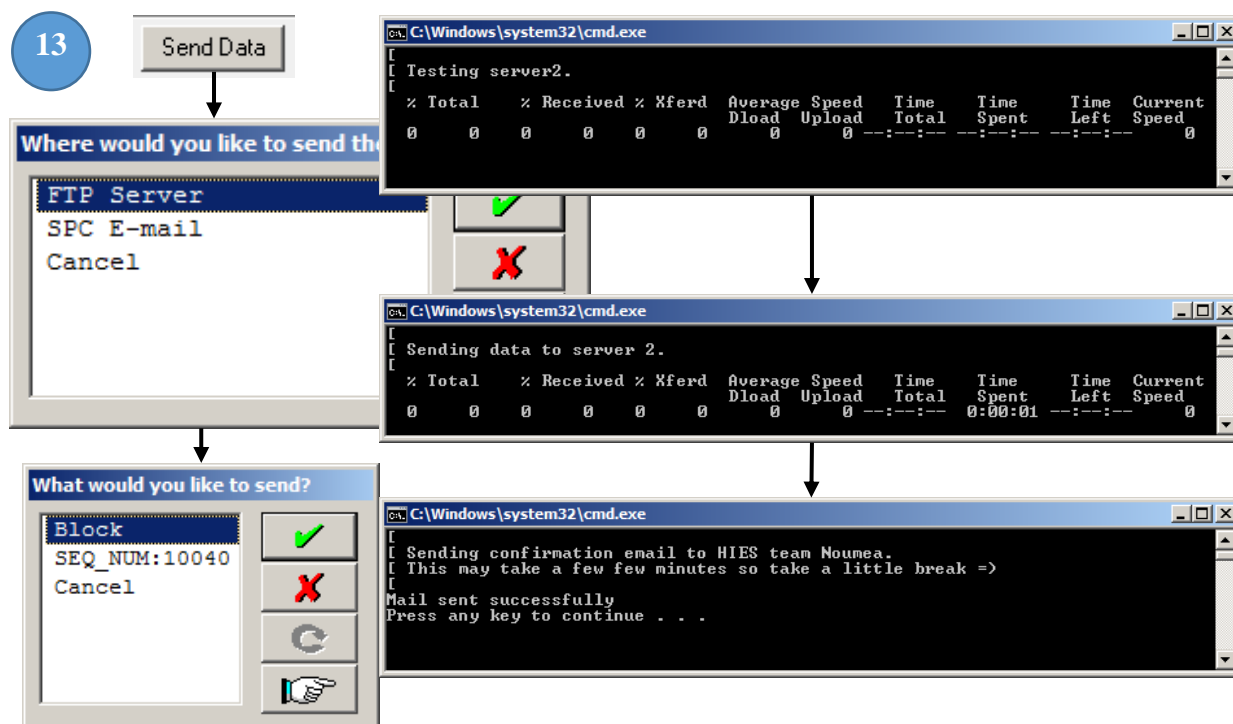 13
Send Data
Where would you like to send the
FTP Server
SPC E-mail
Cancel
What would you like to send?
Block
SEQ_NUM:10040
Cancel
C:\Windows\system32\cmd.exe
[
[ Testing server2.
[
% Total % Received % Xferd Average Speed Time Time Time Current
Dload Upload Total Spent Left Speed
0 0 0 0 0 0 0 0 --:--:-- --:--:-- --:--:-- 0
C:\Windows\system32\cmd.exe
[
[ Sending data to server 2.
[
% Total % Received % Xferd Average Speed Time Time Time Current
Dload Upload Total Spent Left Speed
0 0 0 0 0 0 0 0 --:--:-- 0:00:01 --:--:-- 0
C:\Windows\system32\cmd.exe
[
[ Sending confirmation email to HIES team Noumea.
[ This may take a few few minutes so take a little break =)
[
Mail sent successfully
Press any key to continue . . .